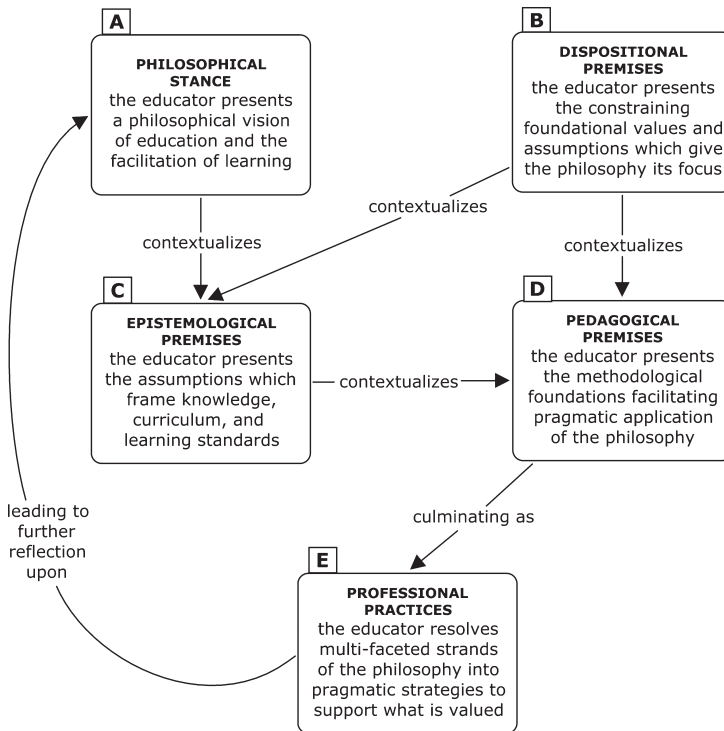 A
PHILOSOPHICAL
STANCE
the educator presents
a philosophical vision
of education and the
facilitation of learning
B
DISPOSITIONAL
PREMISES
the educator presents
the constraining
foundational values and
assumptions which give
the philosophy its focus
contextualizes
contextualizes
contextualizes
C
EPISTEMOLOGICAL
PREMISES
the educator presents
the assumptions which
frame knowledge,
curriculum, and
learning standards
contextualizes
D
PEDAGOGICAL
PREMISES
the educator presents
the methodological
foundations facilitating
pragmatic application
of the philosophy
culminating as
leading to
further
reflection
upon
E
PROFESSIONAL
PRACTICES
the educator resolves
multi-faceted strands
of the philosophy into
pragmatic strategies to
support what is valued